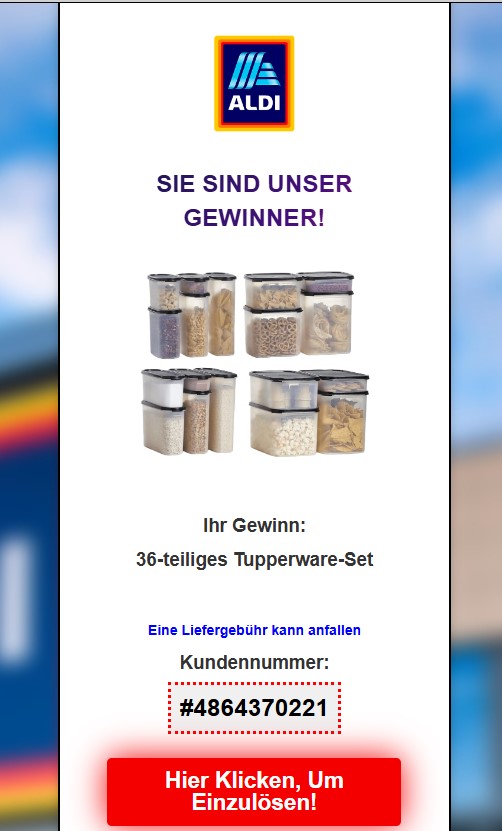 ALDI
SIE SIND UNSER
GEWINNER!
Ihr Gewinn:
36-teiliges Tupperware-Set
Eine Liefergebühr kann anfallen
Kundennummer:
#4864370221
Hier Klicken, Um
Einzulösen!